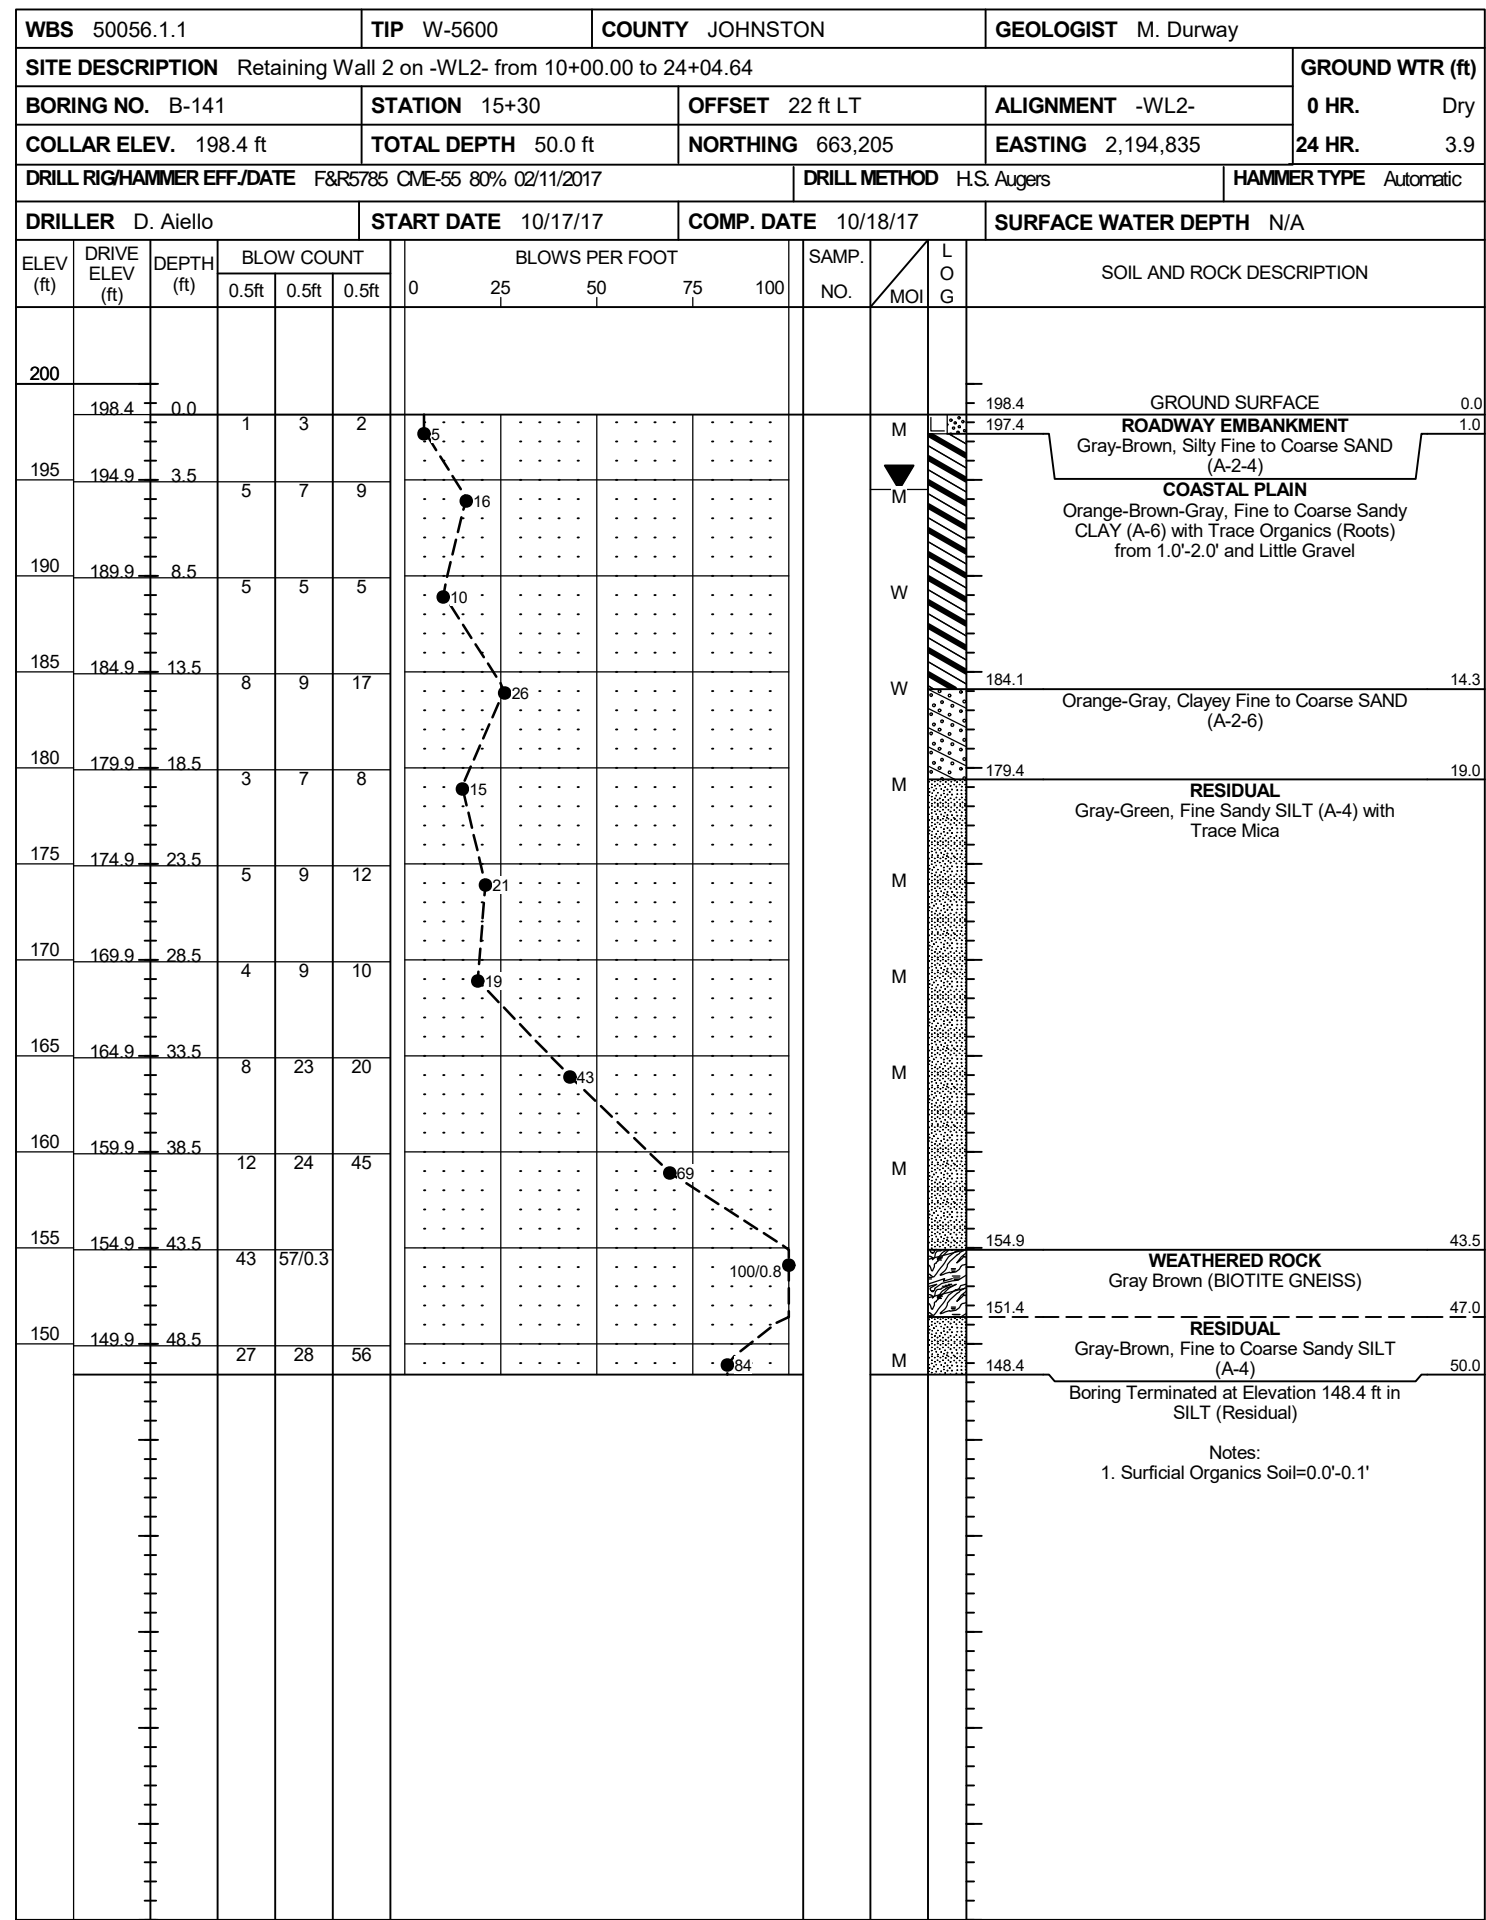 WBS 50056.1.1 TIP W-5600 COUNTY JOHNSTON GEOLOGIST M. Durway
SITE DESCRIPTION Retaining Wall 2 on -WL2- from 10+00.00 to 24+04.64 GROUND WTR (ft)
BORING NO. B-141 STATION 15+30 OFFSET 22 ft LT ALIGNMENT -WL2- 0 HR. Dry
COLLAR ELEV. 198.4 ft TOTAL DEPTH 50.0 ft NORTHING 663,205 EASTING 2,194,835 24 HR. 3.9
DRILL RIG/HAMMER EFF./DATE F&R5785 CME-55 80% 02/11/2017 DRILL METHOD H.S. Augers HAMMER TYPE Automatic
DRILLER D. Aiello START DATE 10/17/17 COMP. DATE 10/18/17 SURFACE WATER DEPTH N/A
ELEV (ft) DRIVE ELEV (ft) DEPTH (ft) BLOW COUNT BLOWS PER FOOT SAMP. NO. MOI LOG SOIL AND ROCK DESCRIPTION
0.5ft 0.5ft 0.5ft 0 25 50 75 100
200
198.4 0.0 198.4 GROUND SURFACE 0.0
1 3 2 5 M 197.4 ROADWAY EMBANKMENT 1.0
Gray-Brown, Silty Fine to Coarse SAND
(A-2-4)
195 194.9 3.5
5 7 9 16 M COASTAL PLAIN
Orange-Brown-Gray, Fine to Coarse Sandy
CLAY (A-6) with Trace Organics (Roots)
from 1.0'-2.0' and Little Gravel
190 189.9 8.5
5 5 5 10 W
185 184.9 13.5
8 9 17 26 W 184.1 14.3
Orange-Gray, Clayey Fine to Coarse SAND
(A-2-6)
180 179.9 18.5
3 7 8 15 M 179.4 19.0
RESIDUAL
Gray-Green, Fine Sandy SILT (A-4) with
Trace Mica
175 174.9 23.5
5 9 12 21 M
170 169.9 28.5
4 9 10 19 M
165 164.9 33.5
8 23 20 43 M
160 159.9 38.5
12 24 45 69 M
155 154.9 43.5 154.9 43.5
43 57/0.3 100/0.8 WEATHERED ROCK
Gray Brown (BIOTITE GNEISS)
151.4 47.0
RESIDUAL
150 149.9 48.5 Gray-Brown, Fine to Coarse Sandy SILT
27 28 56 84 M (A-4)
148.4 50.0
Boring Terminated at Elevation 148.4 ft in
SILT (Residual)
Notes:
1. Surficial Organics Soil=0.0'-0.1'